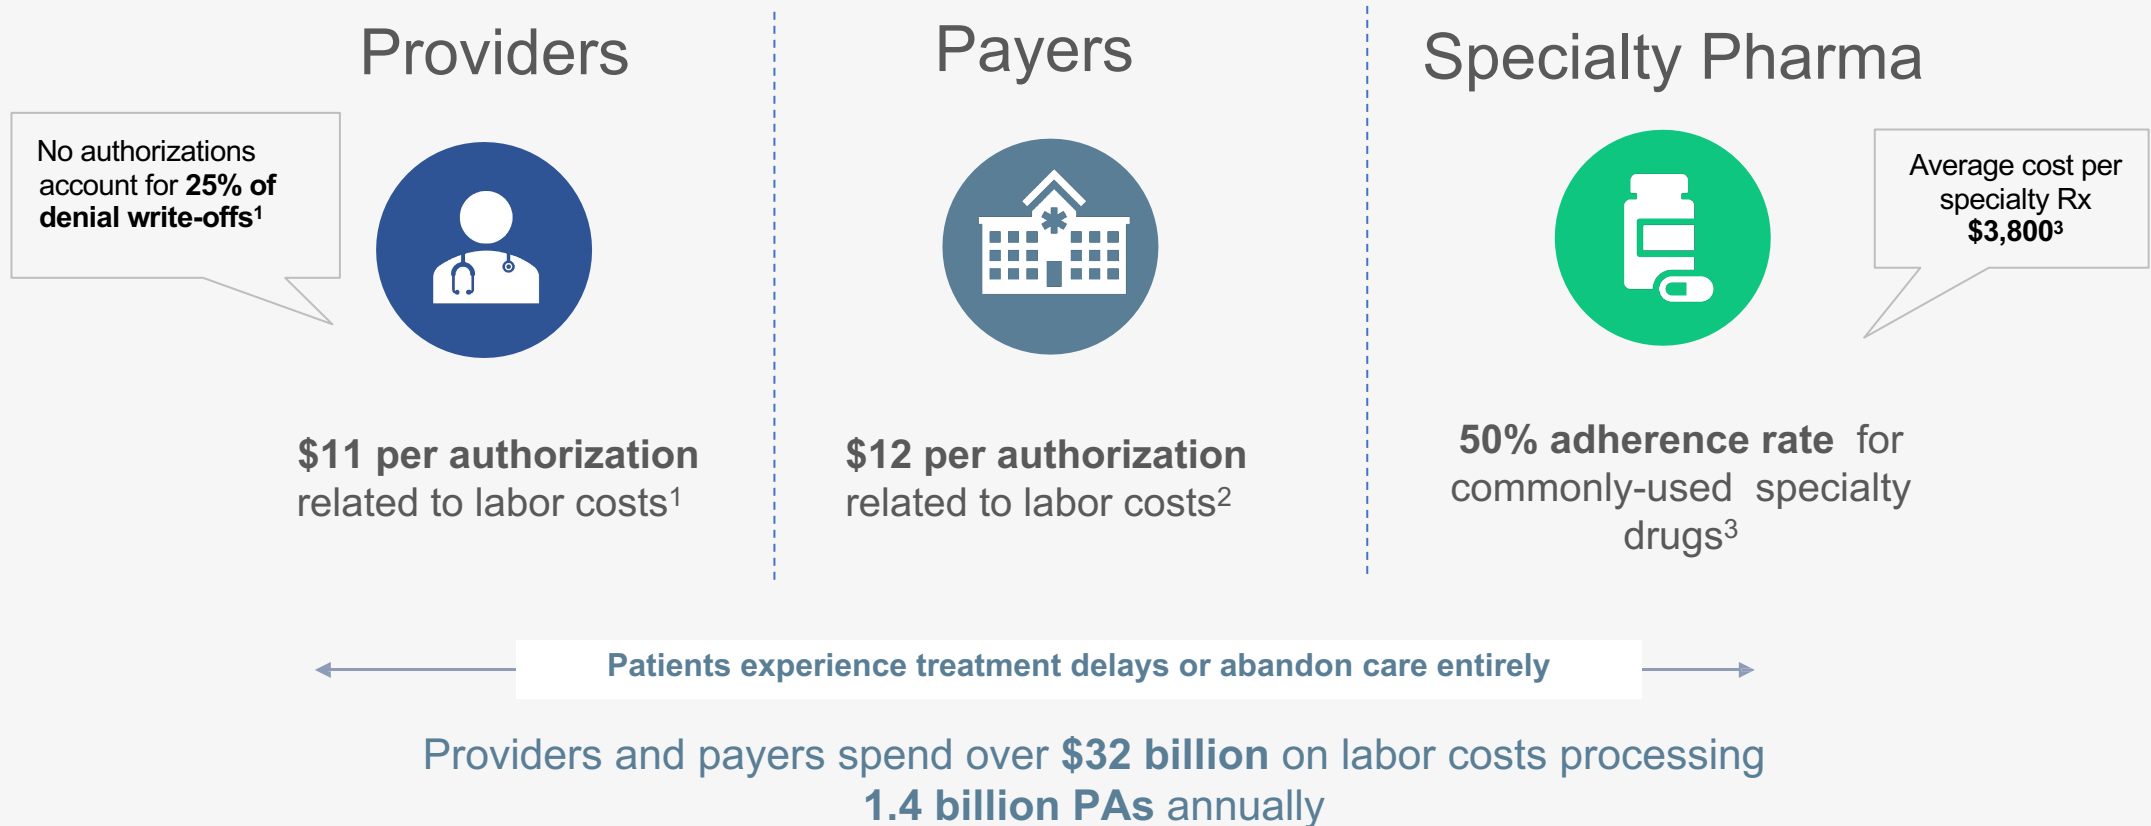 Providers
No authorizations
account for 25% of
denial write-offs¹
$11 per authorization
related to labor costs¹
Payers
$12 per authorization
related to labor costs²
Specialty Pharma
Average cost per
specialty Rx
$3,800³
50% adherence rate for
commonly-used specialty
drugs³
Patients experience treatment delays or abandon care entirely
Providers and payers spend over $32 billion on labor costs processing
1.4 billion PAs annually